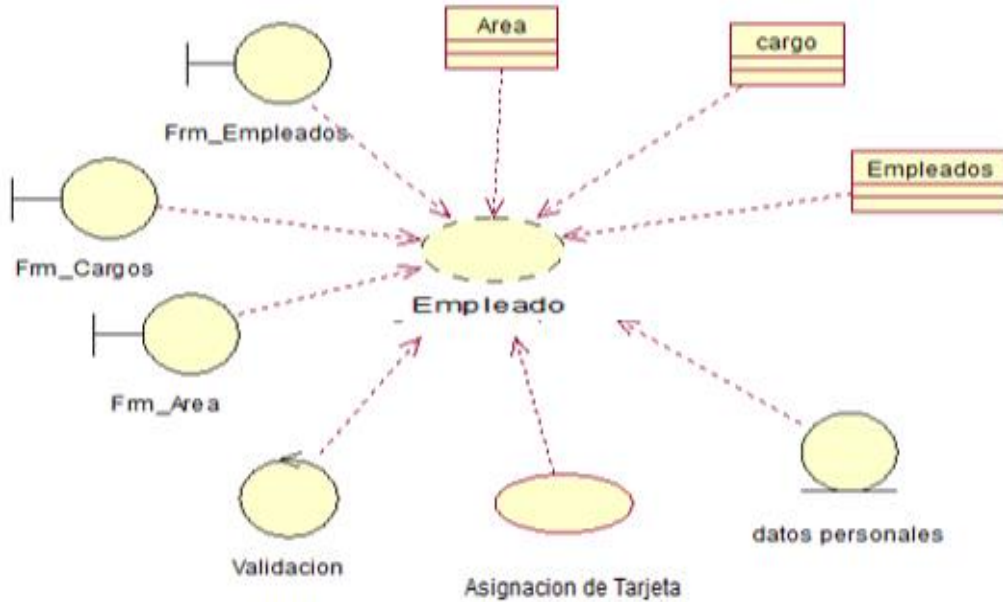 Area
cargo
Frm_Empleados
Empleados
Frm_Cargos
Empleado
Frm_Area
Validacion
datos personales
Asignacion de Tarjeta